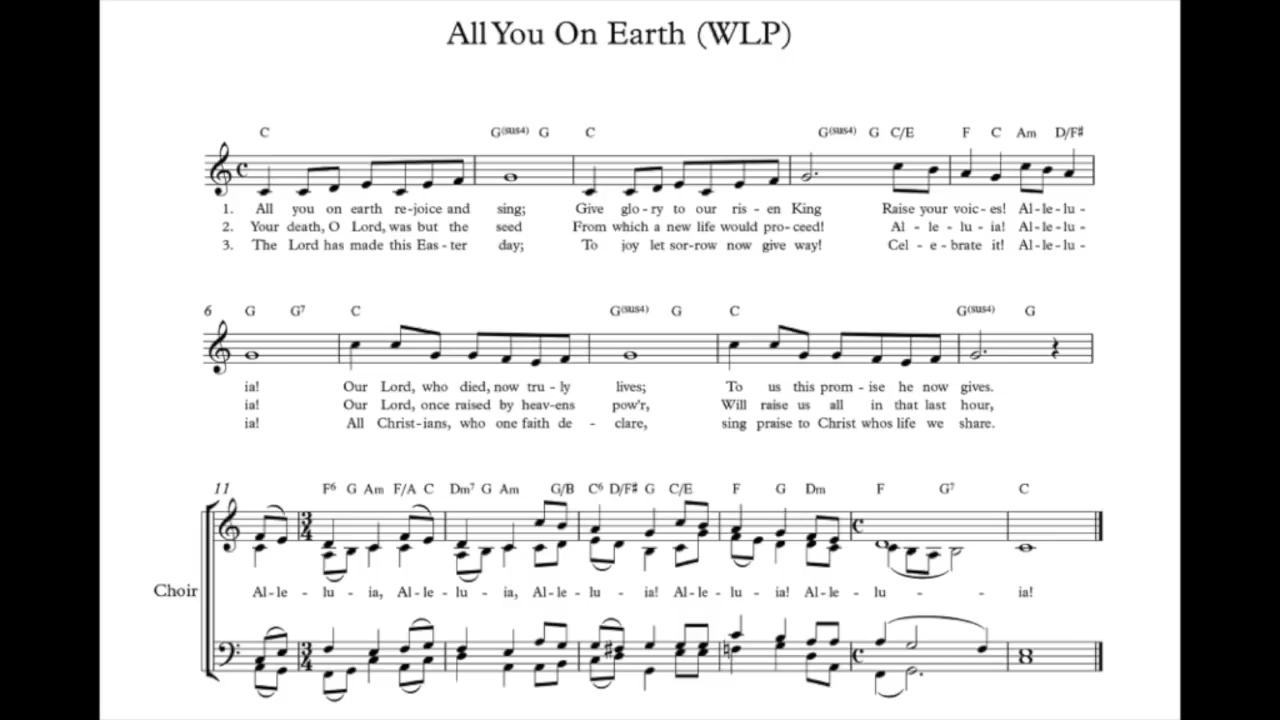 All You On Earth (WLP)
C G(sus4) G C G(sus4) G C/E F C Am D/F♯
1. All you on earth re-joice and sing; Give glo-ry to our ris-en King Raise your voic-es! Al-le-lu-
2. Your death, O Lord, was but the seed From which a new life would pro-ceed! Al-le-lu-ia! Al-le-lu-
3. The Lord has made this Eas-ter day; To joy let sor-row now give way! Cel-e-brate it! Al-le-lu-
6 G G7 C G(sus4) G C G(sus4) G
ia! Our Lord, who died, now tru-ly lives; To us this prom-ise he now gives.
ia! Our Lord, once raised by heav-ens pow'r, Will raise us all in that last hour,
ia! All Christ-ians, who one faith de-clare, sing praise to Christ whos life we share.
11 F6 G Am F/A C Dm7 G Am G/B C6 D/F♯ G C/E F G Dm F G7 C
3 4
Choir Al-le-lu-ia, Al-le-lu-ia, Al-le-lu-ia! Al-le-lu-ia! Al-le-lu-ia!
3 4